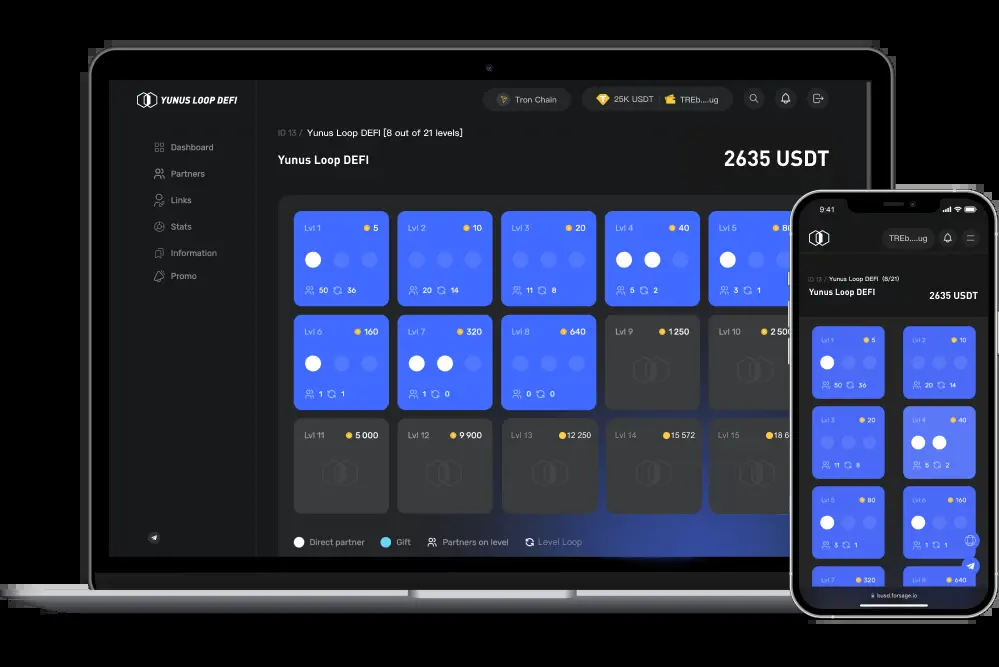 YUNUS LOOP DEFI
Tron Chain
25K USDT
TREb....ug
Dashboard
Partners
Links
Stats
Information
Promo
ID 13 / Yunus Loop DEFI [8 out of 21 levels]
Yunus Loop DEFI
2635 USDT
Lvl 1 5
50 36
Lvl 2 10
20 14
Lvl 3 20
11 8
Lvl 4 40
5 2
Lvl 5 80
3 1
Lvl 6 160
1 1
Lvl 7 320
1 0
Lvl 8 640
0 0
Lvl 9 1 250
Lvl 10 2 500
Lvl 11 5 000
Lvl 12 9 900
Lvl 13 12 250
Lvl 14 15 572
Lvl 15 18 6
Direct partner
Gift
Partners on level
Level Loop
9:41
TREb....ug
ID 13 / Yunus Loop DEFI (8/21)
Yunus Loop DEFI
2635 USDT
Lvl 1 5
50 36
Lvl 2 10
20 14
Lvl 3 20
11 8
Lvl 4 40
5 2
Lvl 5 80
3 1
Lvl 6 160
1 1
Lvl 7 320
Lvl 8 640
busd.forsage.io